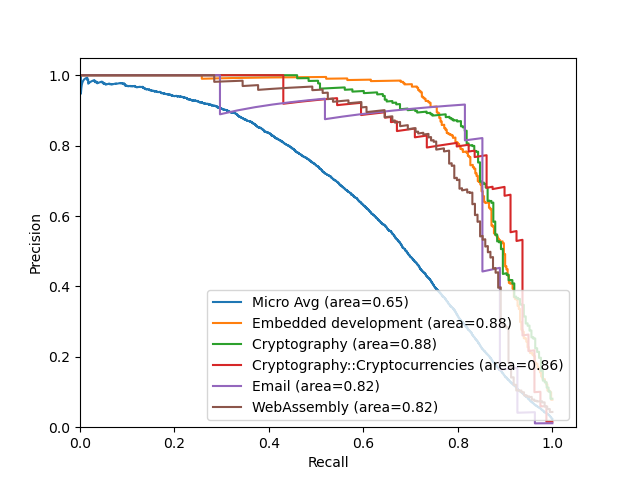 1.0
0.8
0.6
0.4
0.2
0.0
Precision
0.0 0.2 0.4 0.6 0.8 1.0
Recall
Micro Avg (area=0.65)
Embedded development (area=0.88)
Cryptography (area=0.88)
Cryptography::Cryptocurrencies (area=0.86)
Email (area=0.82)
WebAssembly (area=0.82)